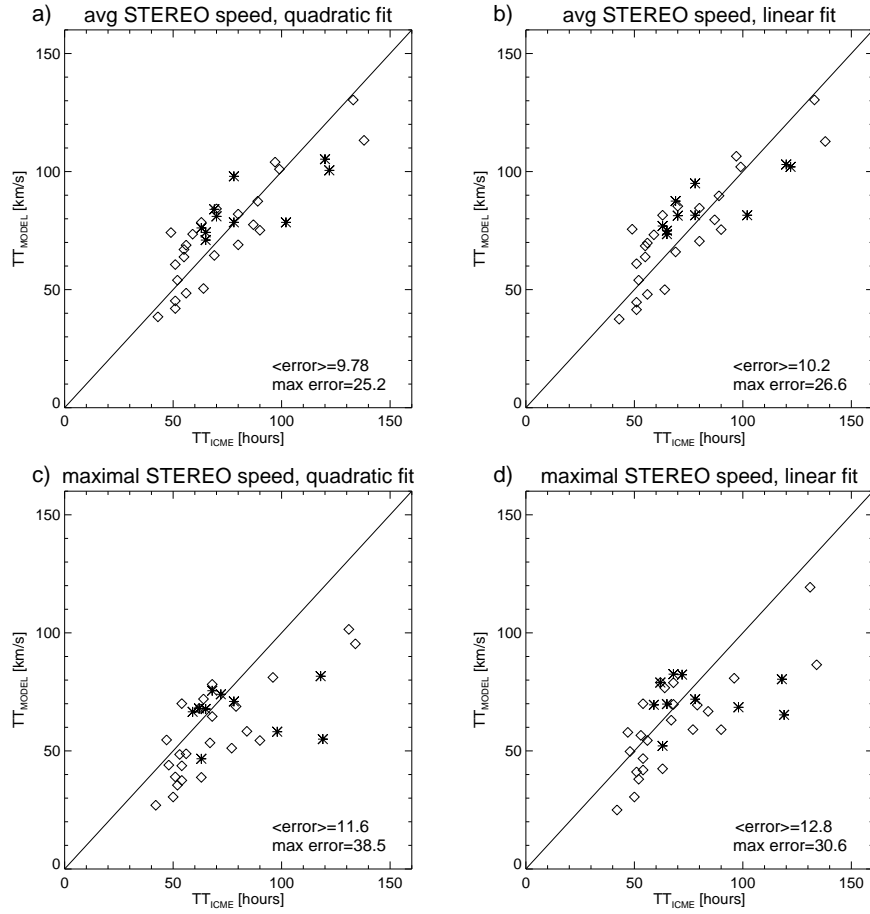 a) avg STEREO speed, quadratic fit
150
100
50
0
TT_MODEL [km/s]
<error>=9.78
max error=25.2
0 50 100 150
TT_ICME [hours]
b) avg STEREO speed, linear fit
150
100
50
0
TT_MODEL [km/s]
<error>=10.2
max error=26.6
0 50 100 150
TT_ICME [hours]
c) maximal STEREO speed, quadratic fit
150
100
50
0
TT_MODEL [km/s]
<error>=11.6
max error=38.5
0 50 100 150
TT_ICME [hours]
d) maximal STEREO speed, linear fit
150
100
50
0
TT_MODEL [km/s]
<error>=12.8
max error=30.6
0 50 100 150
TT_ICME [hours]